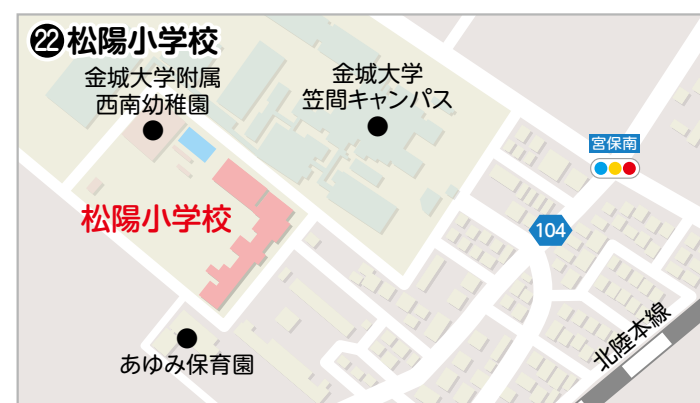 ㉒松陽小学校
金城大学附属
西南幼稚園
金城大学
笠間キャンパス
宮保南
松陽小学校
104
北陸本線
あゆみ保育園